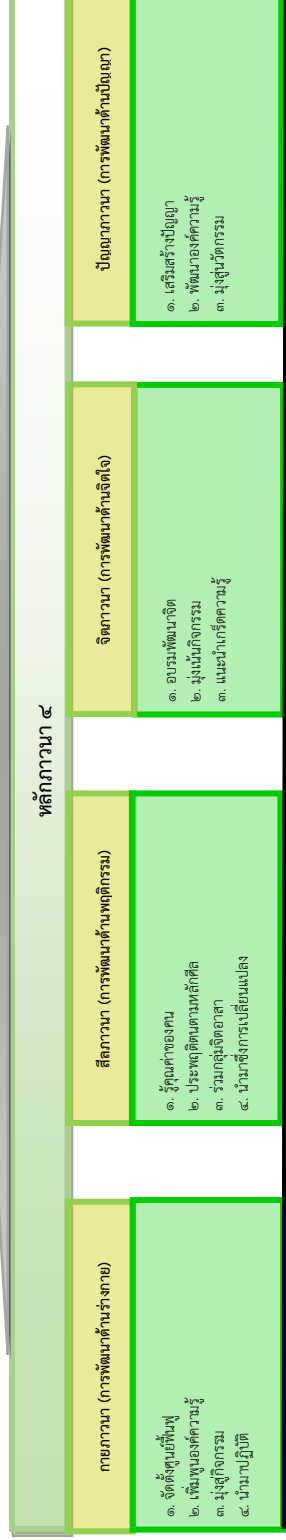 หลักภาวนา ๔
กายภาวนา (การพัฒนาด้านร่างกาย)
๑. จัดตั้งศูนย์ฟื้นฟู
๒. เพิ่มพูนองค์ความรู้
๓. มุ่งสู่กิจกรรม
๔. นำมาปฏิบัติ
สีลภาวนา (การพัฒนาด้านพฤติกรรม)
๑. รู้คุณค่าของคน
๒. ประพฤติตนตามหลักศีล
๓. ร่วมกลุ่มจิตอาสา
๔. นำมาซึ่งการเปลี่ยนแปลง
จิตภาวนา (การพัฒนาด้านจิตใจ)
๑. อบรมพัฒนาจิต
๒. มุ่งเน้นกิจกรรม
๓. แนะนำเกร็ดความรู้
ปัญญาภาวนา (การพัฒนาด้านปัญญา)
๑. เสริมสร้างปัญญา
๒. พัฒนาองค์ความรู้
๓. มุ่งสู่นวัตกรรม